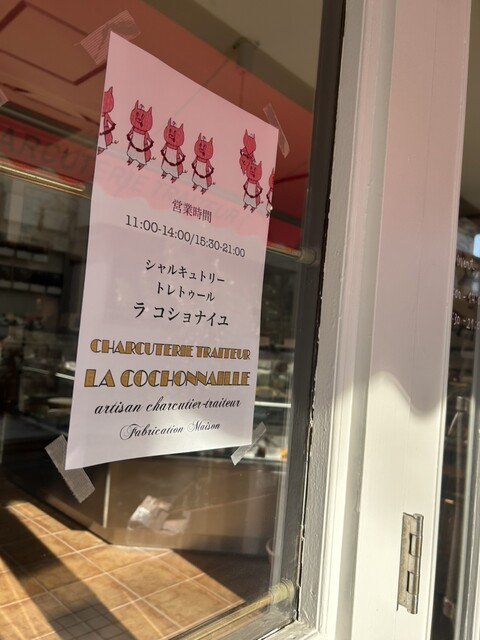 営業時間
11:00-14:00/15:30-21:00
シャルキュトリー
トレトゥール
ラ コショナイユ
CHARCUTERIE TRAITEUR
LA COCHONNAILLE
artisan charcutier-traiteur
Fabrication Maison